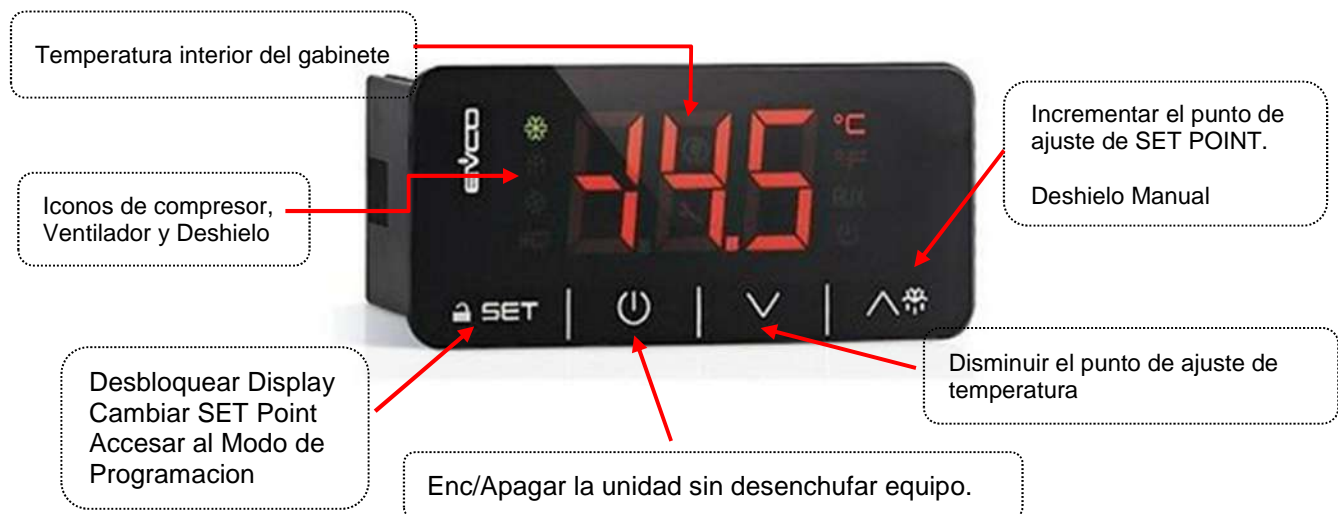 Temperatura interior del gabinete
Incrementar el punto de
ajuste de SET POINT.
Deshielo Manual
EVCO
-14.5
°C
°F
AUX
Iconos de compresor,
Ventilador y Deshielo
SET
Desbloquear Display
Cambiar SET Point
Accesar al Modo de
Programacion
Disminuir el punto de ajuste de
temperatura
Enc/Apagar la unidad sin desenchufar equipo.